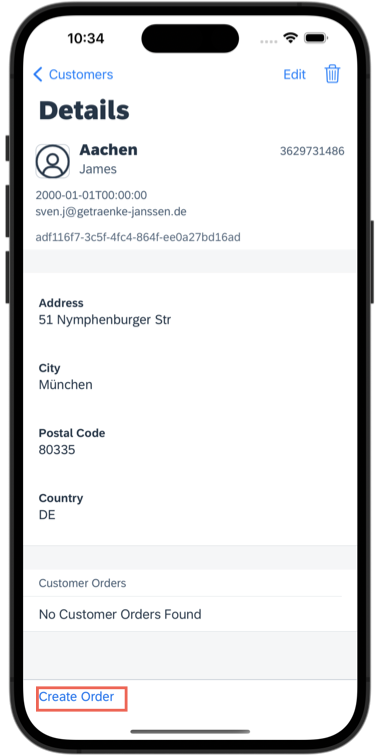 10:34
Customers
Edit
Details
Aachen
3629731486
James
2000-01-01T00:00:00
sven.j@getraenke-janssen.de
adf116f7-3c5f-4fc4-864f-ee0a27bd16ad
Address
51 Nymphenburger Str
City
München
Postal Code
80335
Country
DE
Customer Orders
No Customer Orders Found
Create Order